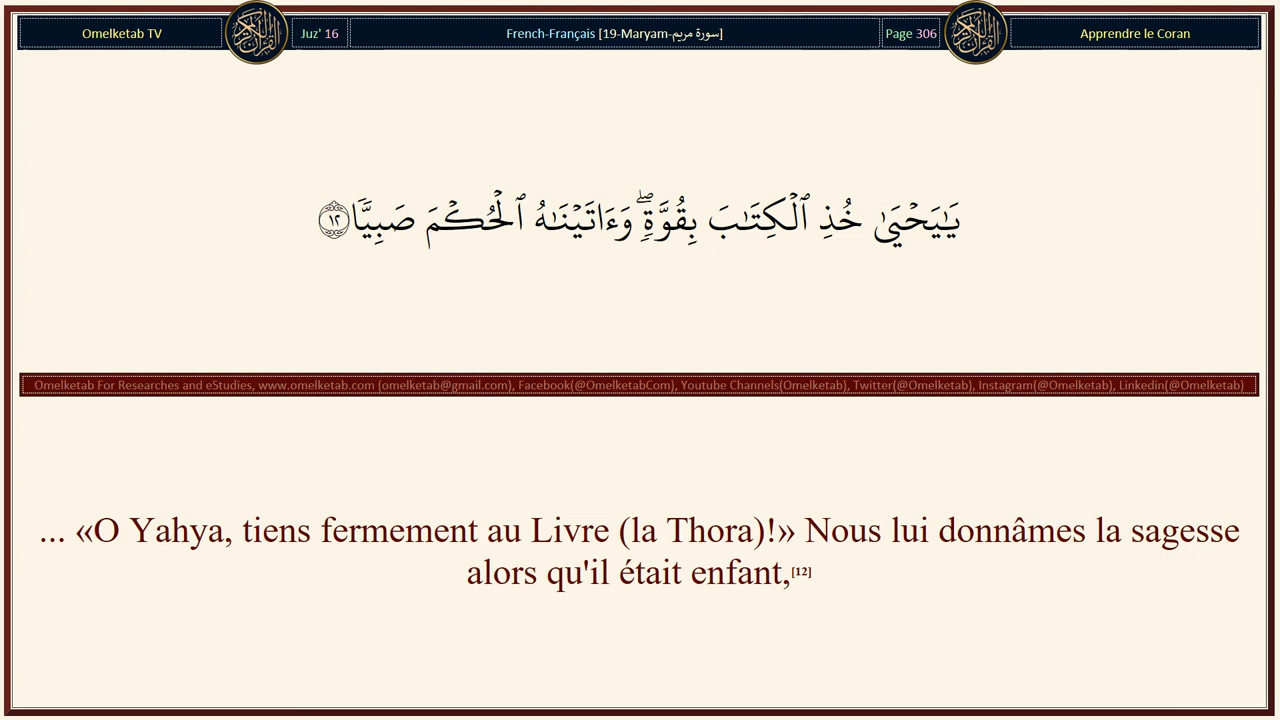 Omelketab TV
Juz' 16
French-Français [19-Maryam-سورة مريم]
Page 306
Apprendre le Coran
يَٰيَحۡيَىٰ خُذِ ٱلۡكِتَٰبَ بِقُوَّةٖۖ وَءَاتَيۡنَٰهُ ٱلۡحُكۡمَ صَبِيّٗا ١٢
Omelketab For Researches and eStudies, www.omelketab.com (omelketab@gmail.com), Facebook(@OmelketabCom), Youtube Channels(Omelketab), Twitter(@Omelketab), Instagram(@Omelketab), Linkedin(@Omelketab)
... «O Yahya, tiens fermement au Livre (la Thora)!» Nous lui donnâmes la sagesse
alors qu'il était enfant,[12]